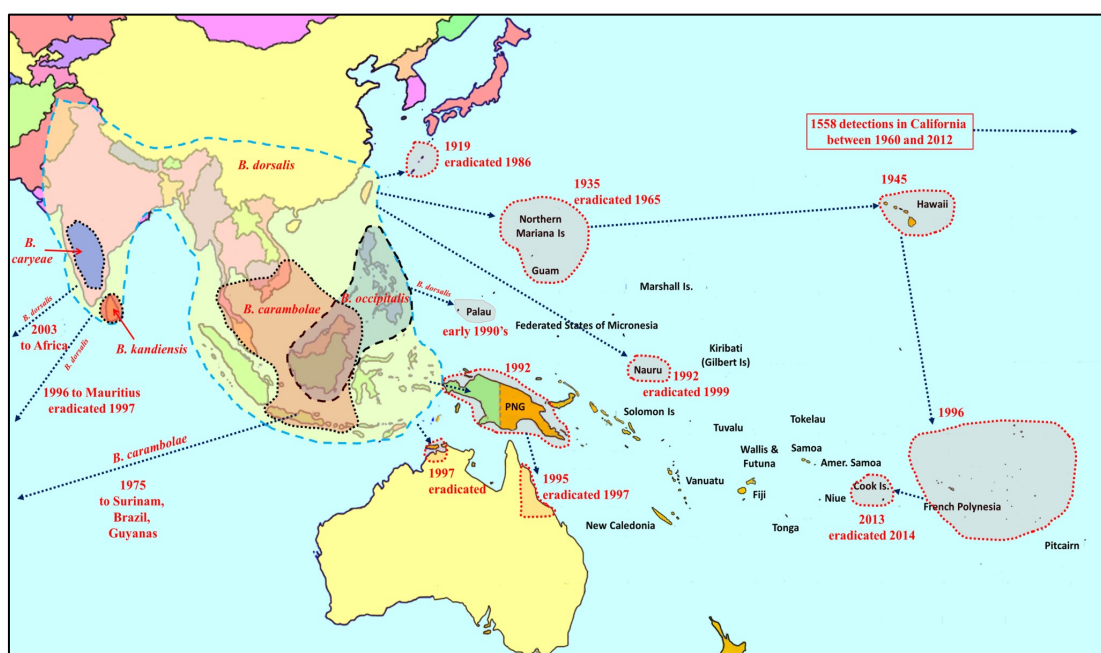 1558 detections in California
between 1960 and 2012
B. dorsalis
1919
eradicated 1986
1935
eradicated 1965
Northern
Mariana Is
Guam
1945
Hawaii
B.
caryeae
B. carambolae
B. occipitalis
B. dorsalis
Palau
early 1990's
Marshall Is.
Federated States of Micronesia
Kiribati
(Gilbert Is)
Nauru
1992
eradicated 1999
B. dorsalis
2003
to Africa
B. kandiensis
B. dorsalis
1996 to Mauritius
eradicated 1997
1992
PNG
Solomon Is
Tuvalu
Tokelau
Wallis &
Futuna
Samoa
Amer. Samoa
1996
B. carambolae
1975
to Surinam,
Brazil,
Guyanas
1997
eradicated
1995
eradicated 1997
Vanuatu
Fiji
Niue
Cook Is.
French Polynesia
New Caledonia
Tonga
2013
eradicated 2014
Pitcairn